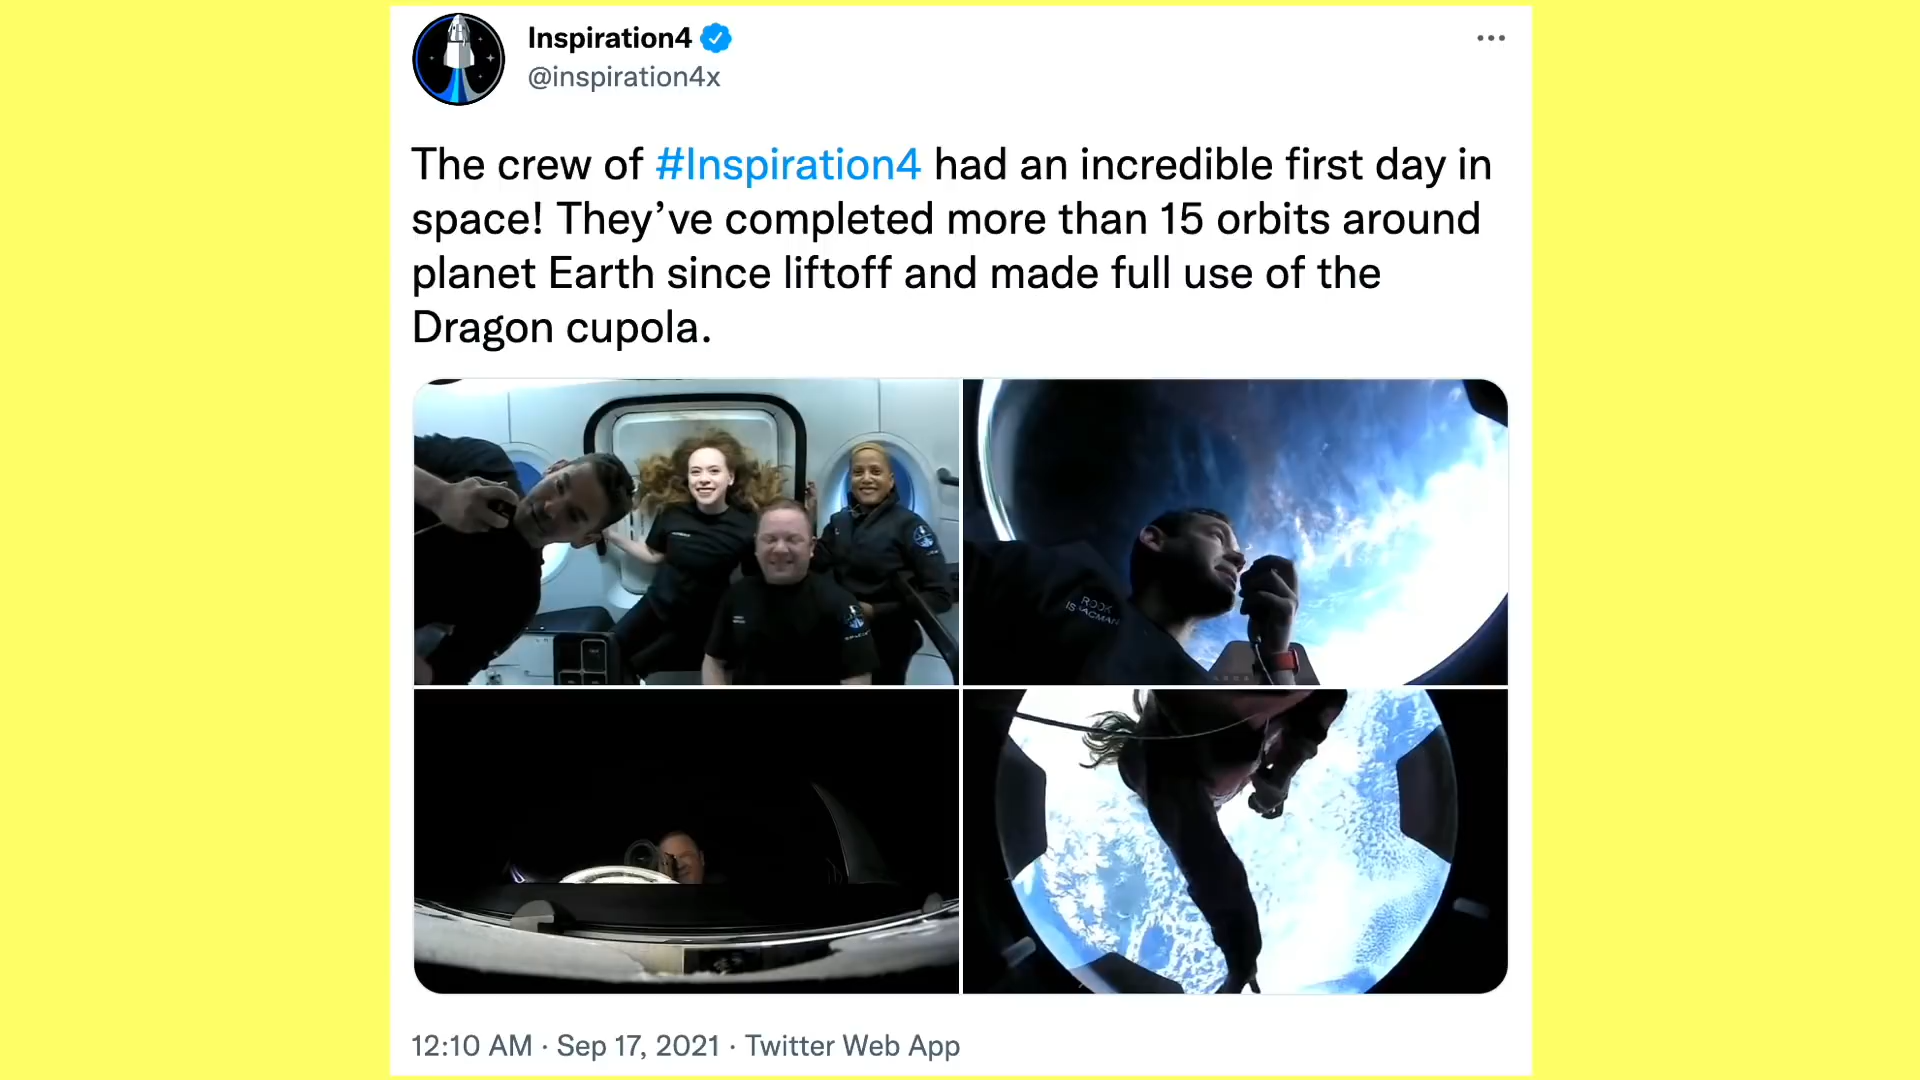 Inspiration4
@inspiration4x
The crew of #Inspiration4 had an incredible first day in
space! They’ve completed more than 15 orbits around
planet Earth since liftoff and made full use of the
Dragon cupola.
ROOK
ISAACMAN
12:10 AM · Sep 17, 2021 · Twitter Web App